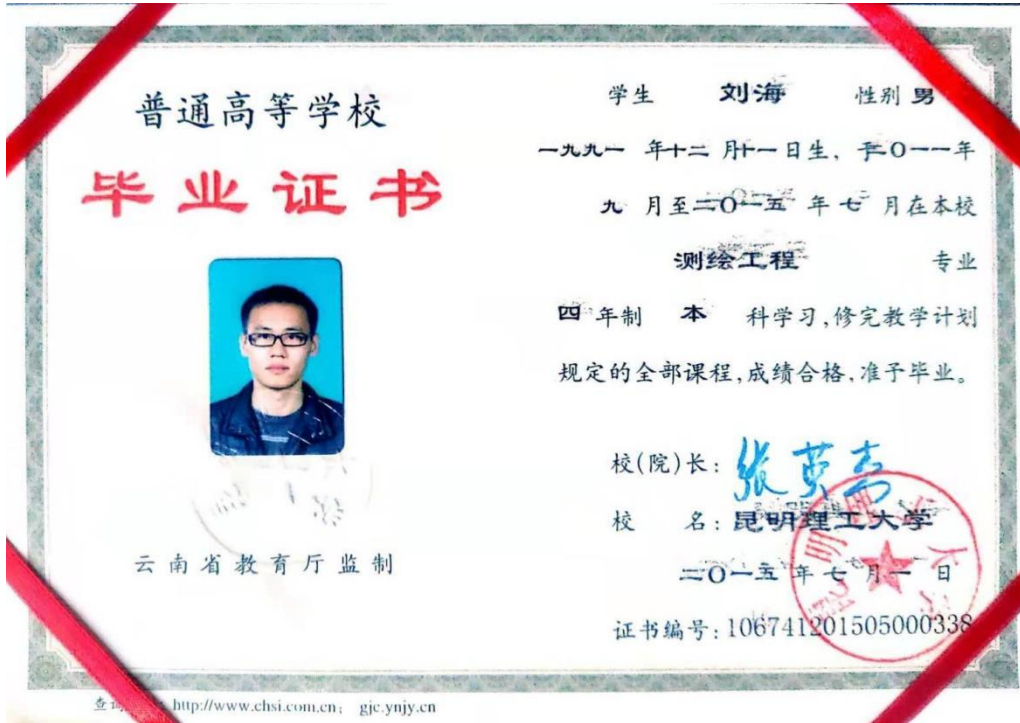 普通高等学校
毕业证书
云南省教育厅监制
学生 刘海 性别 男
一九九一 年十二 月十一日生，于二〇一一年
九 月至二〇一五 年 七 月在本校
测绘工程 专业
四 年制 本 科学习，修完教学计划
规定的全部课程，成绩合格，准予毕业。
校(院)长：
校 名：昆明理工大学
二〇一五 年 七 月 一 日
证书编号：106741201505000338
http://www.chsi.com.cn； gjc.ynjy.cn